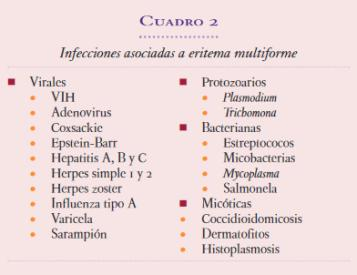 CUADRO 2
Infecciones asociadas a eritema multiforme
Virales
VIH
Adenovirus
Coxsackie
Epstein-Barr
Hepatitis A, B y C
Herpes simple 1 y 2
Herpes zoster
Influenza tipo A
Varicela
Sarampión
Protozoarios
Plasmodium
Trichomona
Bacterianas
Estreptococos
Micobacterias
Mycoplasma
Salmonela
Micóticas
Coccidioidomicosis
Dermatofitos
Histoplasmosis